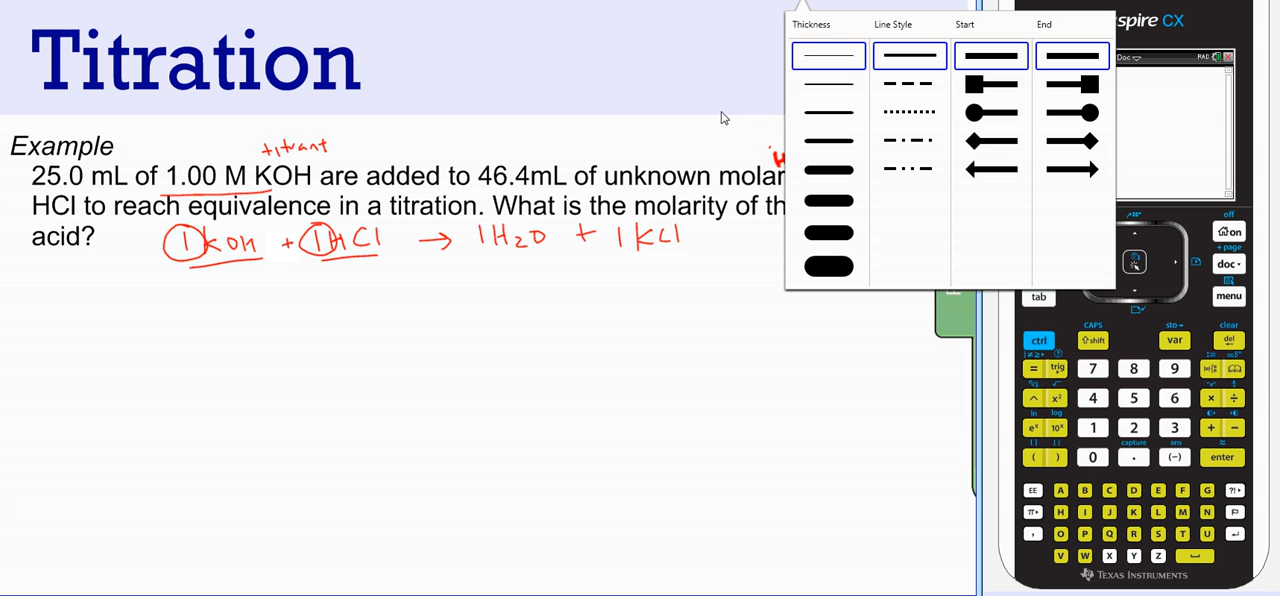 Titration
Example
titrant
25.0 mL of 1.00 M KOH are added to 46.4mL of unknown molar
HCl to reach equivalence in a titration. What is the molarity of th
acid?
1 KOH + 1 HCl → 1 H₂O + 1 KCl
Thickness Line Style Start End
spire CX
Doc RAD
off
on
+page
tab
doc
menu
CAPS sto→ clear
ctrl shift var del
= trig 7 8 9
^ x² 4 5 6 × ÷
ln log
eˣ 10ˣ 1 2 3 + −
[ ] { } capture ans ≈
( ) 0 . (−) enter
EE A B C D E F G ?!▸
π▸ H I J K L M N
, O P Q R S T U
V W X Y Z
TEXAS INSTRUMENTS